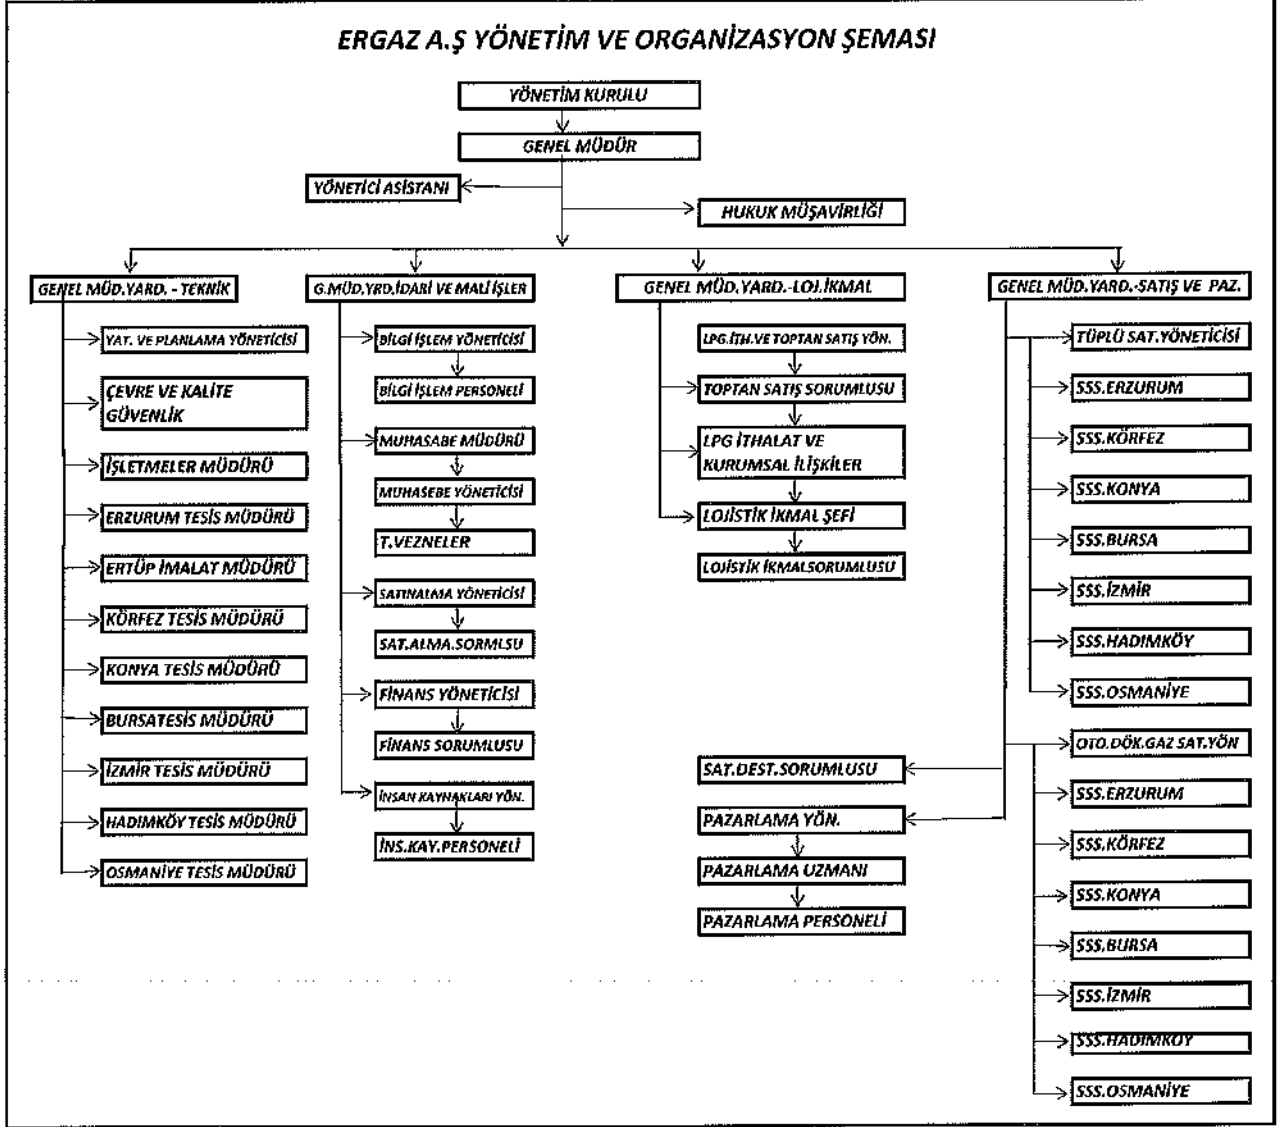 ERGAZ A.Ş YÖNETİM VE ORGANİZASYON ŞEMASI
YÖNETİM KURULU
GENEL MÜDÜR
YÖNETİCİ ASİSTANI
HUKUK MÜŞAVİRLİĞİ
GENEL MÜD.YARD. - TEKNİK
YAT. VE PLANLAMA YÖNETİCİSİ
ÇEVRE VE KALİTE
GÜVENLİK
İŞLETMELER MÜDÜRÜ
ERZURUM TESİS MÜDÜRÜ
ERTÜP İMALAT MÜDÜRÜ
KÖRFEZ TESİS MÜDÜRÜ
KONYA TESİS MÜDÜRÜ
BURSATESİS MÜDÜRÜ
İZMİR TESİS MÜDÜRÜ
HADIMKÖY TESİS MÜDÜRÜ
OSMANİYE TESİS MÜDÜRÜ
G.MÜD.YRD.İDARİ VE MALİ İŞLER
BİLGİ İŞLEM YÖNETİCİSİ
BİLGİ İŞLEM PERSONELİ
MUHASABE MÜDÜRÜ
MUHASEBE YÖNETİCİSİ
T.VEZNELER
SATINALMA YÖNETİCİSİ
SAT.ALMA.SORMLSU
FİNANS YÖNETİCİSİ
FİNANS SORUMLUSU
İNSAN KAYNAKLARI YÖN.
İNS.KAY.PERSONELİ
GENEL MÜD.YARD.-LOJ.İKMAL
LPG.İTH.VE TOPTAN SATIŞ YÖN.
TOPTAN SATIŞ SORUMLUSU
LPG İTHALAT VE
KURUMSAL İLİŞKİLER
LOJİSTİK İKMAL ŞEFİ
LOJİSTİK İKMALSORUMLUSU
SAT.DEST.SORUMLUSU
PAZARLAMA YÖN.
PAZARLAMA UZMANI
PAZARLAMA PERSONELİ
GENEL MÜD.YARD.-SATIŞ VE PAZ.
TÜPLÜ SAT.YÖNETİCİSİ
SSS.ERZURUM
SSS.KÖRFEZ
SSS.KONYA
SSS.BURSA
SSS.İZMİR
SSS.HADIMKÖY
SSS.OSMANİYE
OTO.DÖK.GAZ SAT.YÖN
SSS.ERZURUM
SSS.KÖRFEZ
SSS.KONYA
SSS.BURSA
SSS.İZMİR
SSS.HADIMKÖY
SSS.OSMANİYE